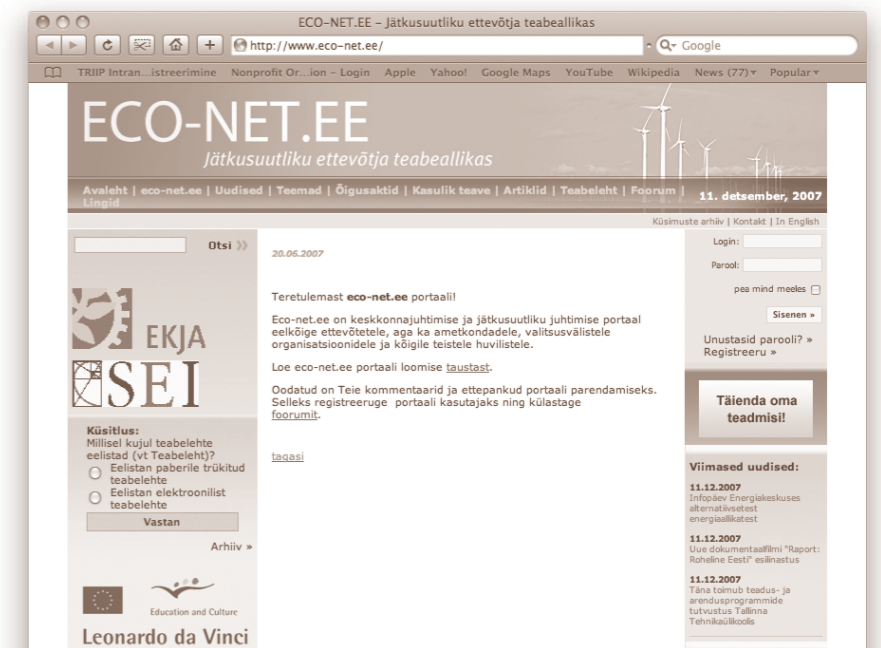 ECO-NET.EE – Jätkusuutliku ettevõtja teabeallikas
http://www.eco-net.ee/
Google
TRIIP Intran...istreerimine Nonprofit Or...ion – Login Apple Yahoo! Google Maps YouTube Wikipedia News (77) Popular
ECO-NET.EE
Jätkusuutliku ettevõtja teabeallikas
Avaleht | eco-net.ee | Uudised | Teemad | Õigusaktid | Kasulik teave | Artiklid | Teabeleht | Foorum |
Lingid
11. detsember, 2007
Küsimuste arhiiv | Kontakt | In English
Otsi »
EKJA
SEI
Küsitlus:
Millisel kujul teabelehte
eelistad (vt Teabeleht)?
Eelistan paberile trükitud
teabelehte
Eelistan elektroonilist
teabelehte
Vastan
Arhiiv »
Education and Culture
Leonardo da Vinci
20.06.2007
Teretulemast eco-net.ee portaali!
Eco-net.ee on keskkonnajuhtimise ja jätkusuutliku juhtimise portaal
eelkõige ettevõtetele, aga ka ametkondadele, valitsusvälistele
organisatsioonidele ja kõigile teistele huvilistele.
Loe eco-net.ee portaali loomise taustast.
Oodatud on Teie kommentaarid ja ettepankud portaali parendamiseks.
Selleks registreeruge portaali kasutajaks ning külastage
foorumit.
tagasi
Login:
Parool:
pea mind meeles
Sisenen »
Unustasid parooli? »
Registreeru »
Täienda oma
teadmisi!
Viimased uudised:
11.12.2007
Infopäev Energiakeskuses
alternatiivsetest
energiaallikatest
11.12.2007
Uue dokumentaalfilmi "Raport:
Roheline Eesti" esilinastus
11.12.2007
Täna toimub teadus- ja
arendusprogrammide
tutvustus Tallinna
Tehnikaülikoolis